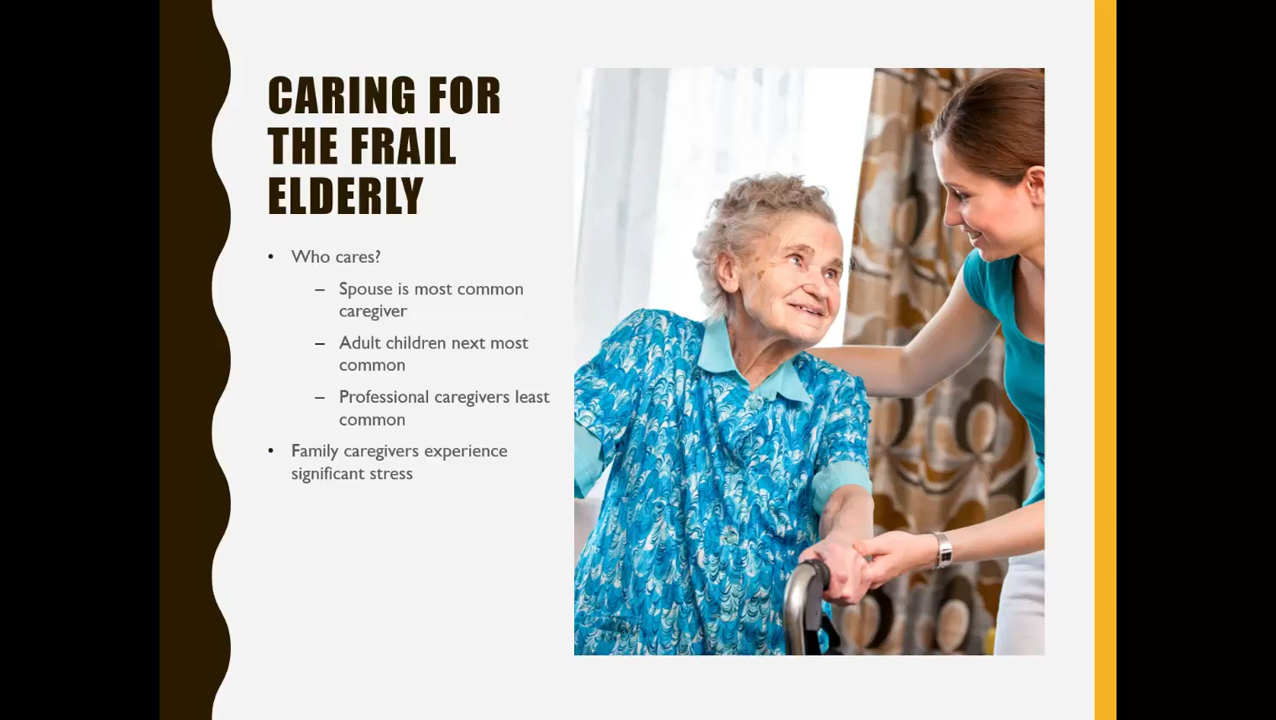 CARING FOR
THE FRAIL
ELDERLY
• Who cares?
– Spouse is most common
caregiver
– Adult children next most
common
– Professional caregivers least
common
• Family caregivers experience
significant stress